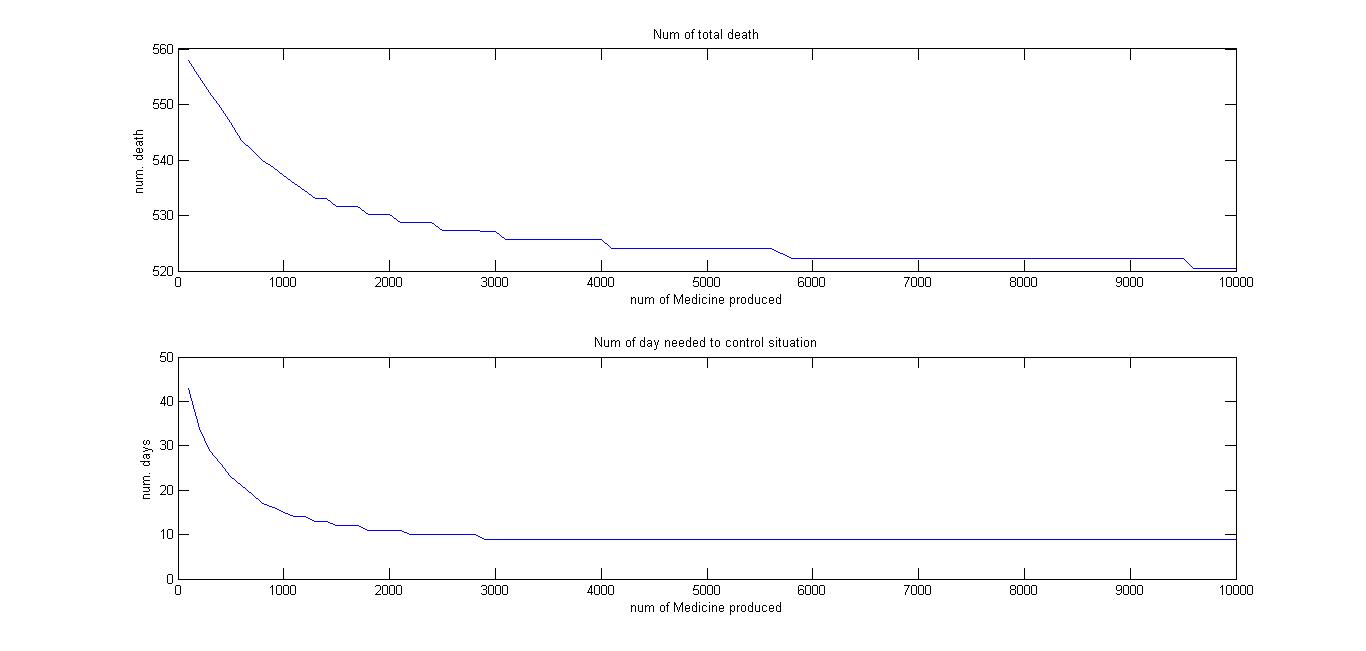 Num of total death
560
550
540
530
520
num. death
0 1000 2000 3000 4000 5000 6000 7000 8000 9000 10000
num of Medicine produced
Num of day needed to control situation
50
40
30
20
10
0
num. days
0 1000 2000 3000 4000 5000 6000 7000 8000 9000 10000
num of Medicine produced